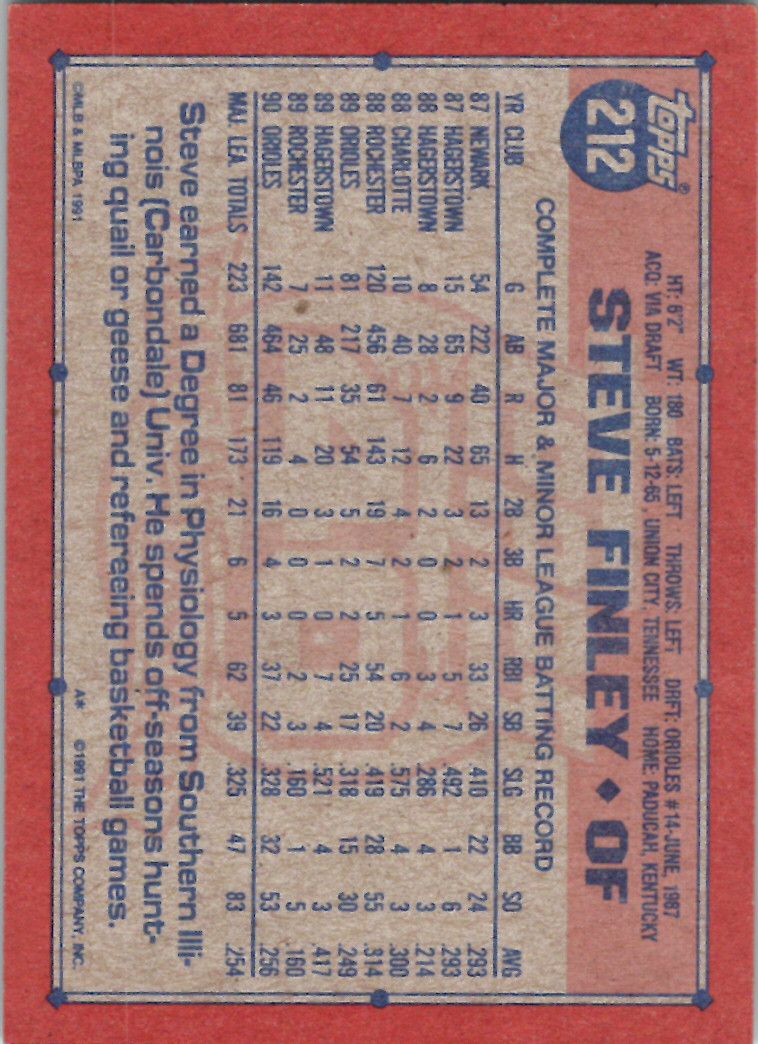 topps®
212
HT: 6'2" WT: 180 BATS: LEFT THROWS: LEFT DRFT: ORIOLES #14-JUNE, 1987
ACQ: VIA DRAFT BORN: 5-12-65, UNION CITY, TENNESSEE HOME: PADUCAH, KENTUCKY
STEVE FINLEY ♦ OF
COMPLETE MAJOR & MINOR LEAGUE BATTING RECORD
YR CLUB G AB R H 2B 3B HR RBI SB SLG BB SO AVG
87 NEWARK 54 222 40 65 13 2 3 33 26 .410 22 24 .293
87 HAGERSTOWN 15 65 9 22 3 2 1 5 7 .492 1 6 .293
88 HAGERSTOWN 8 28 2 6 2 0 0 3 4 .286 4 3 .214
88 CHARLOTTE 10 40 7 12 4 2 1 6 2 .575 4 3 .300
88 ROCHESTER 120 456 61 143 19 7 5 54 20 .419 28 55 .314
89 ORIOLES 81 217 35 54 5 2 2 25 17 .318 15 30 .249
89 HAGERSTOWN 11 48 11 20 3 1 0 7 4 .521 4 3 .417
89 ROCHESTER 7 25 2 4 0 0 0 2 3 .160 1 5 .160
90 ORIOLES 142 464 46 119 16 4 3 37 22 .328 32 53 .256
MAJ. LEA. TOTALS 223 681 81 173 21 6 5 62 39 .325 47 83 .254
Steve earned a Degree in Physiology from Southern Illi-
nois (Carbondale) Univ. He spends off-seasons hunt-
ing quail or geese and refereeing basketball games.
©MLB & MLBPA 1991 A* ©1991 THE TOPPS COMPANY, INC.